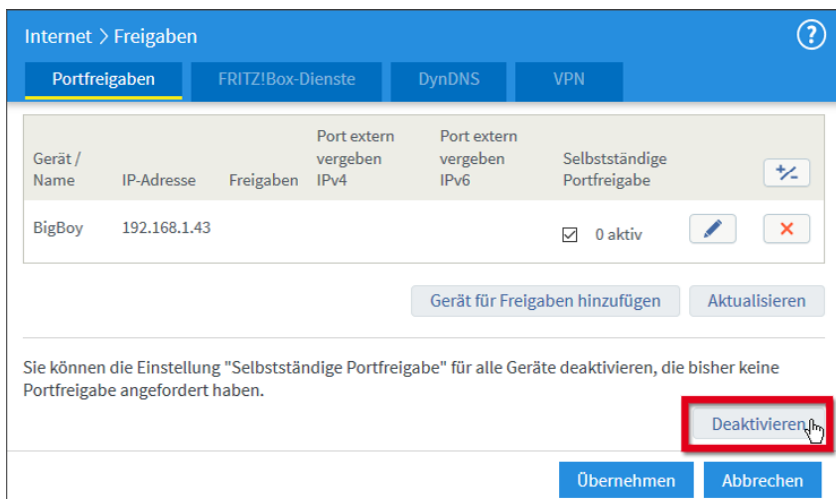 Internet > Freigaben
?
Portfreigaben FRITZ!Box-Dienste DynDNS VPN
Gerät / Name IP-Adresse Freigaben Port extern vergeben IPv4 Port extern vergeben IPv6 Selbstständige Portfreigabe +/-
BigBoy 192.168.1.43 0 aktiv
Gerät für Freigaben hinzufügen Aktualisieren
Sie können die Einstellung "Selbstständige Portfreigabe" für alle Geräte deaktivieren, die bisher keine
Portfreigabe angefordert haben.
Deaktivieren
Übernehmen Abbrechen